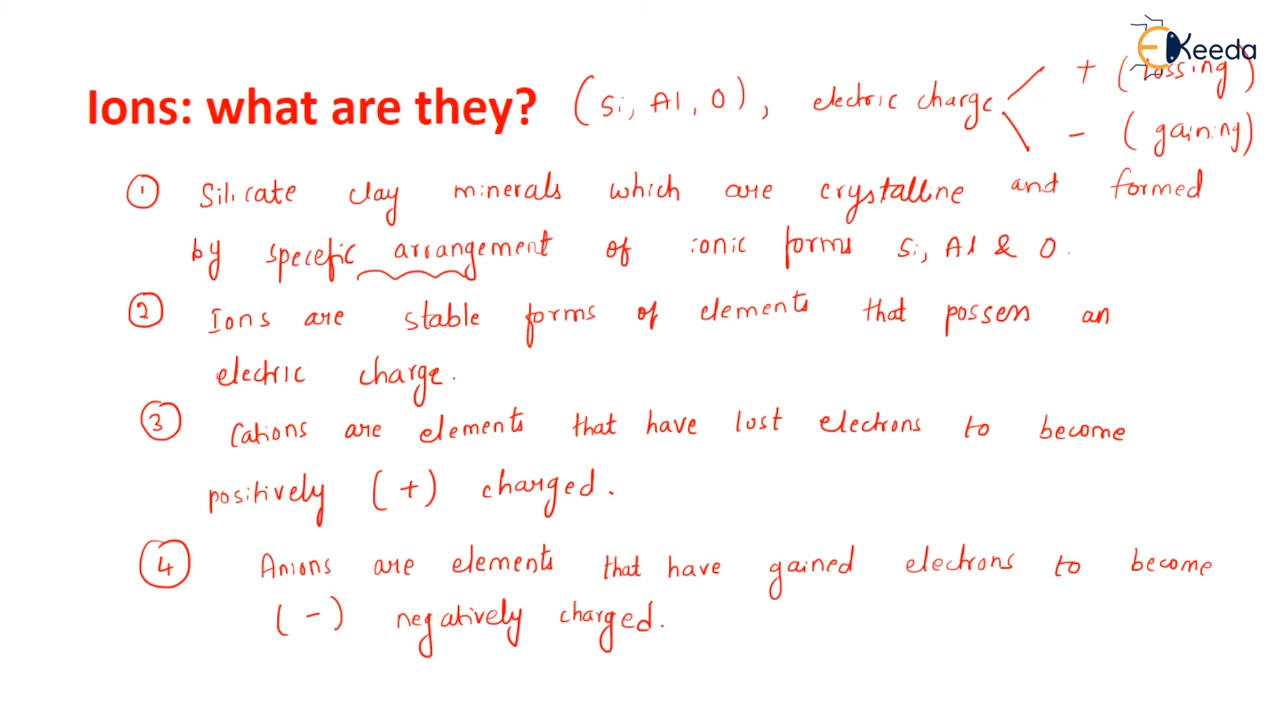 EKeeda
Ions: what are they? (Si, Al, O), electric charge + (lossing)
- (gaining)
① Silicate clay minerals which are crystalline and formed
by specefic arrangement of ionic forms Si, Al & O.
② Ions are stable forms of elements that possess an
electric charge.
③ Cations are elements that have lost electrons to become
positively (+) charged.
④ Anions are elements that have gained electrons to become
(-) negatively charged.